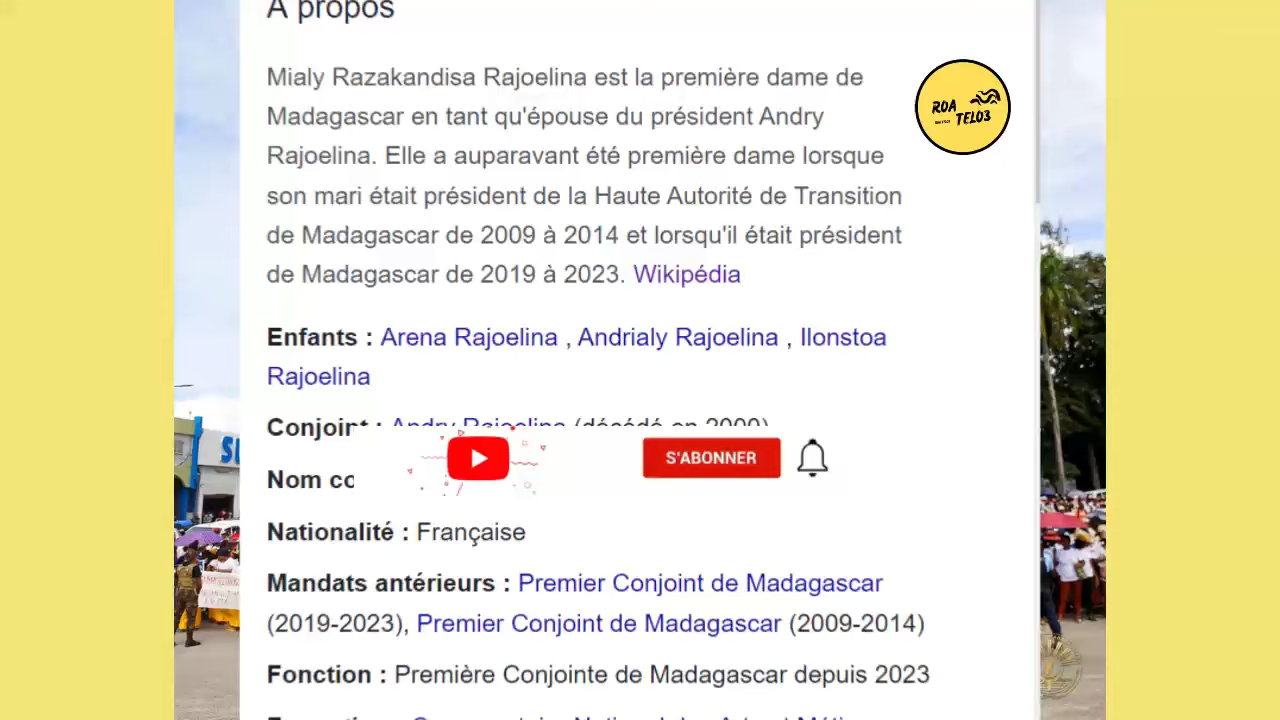 À propos
Mialy Razakandisa Rajoelina est la première dame de
Madagascar en tant qu'épouse du président Andry
Rajoelina. Elle a auparavant été première dame lorsque
son mari était président de la Haute Autorité de Transition
de Madagascar de 2009 à 2014 et lorsqu'il était président
de Madagascar de 2019 à 2023. Wikipédia
ROA
TELO3
Enfants : Arena Rajoelina , Andrialy Rajoelina , Ilonstoa
Rajoelina
Conjoint : Andry Rajoelina
S'ABONNER
Nom co
Nationalité : Française
Mandats antérieurs : Premier Conjoint de Madagascar
(2019-2023), Premier Conjoint de Madagascar (2009-2014)
Fonction : Première Conjointe de Madagascar depuis 2023